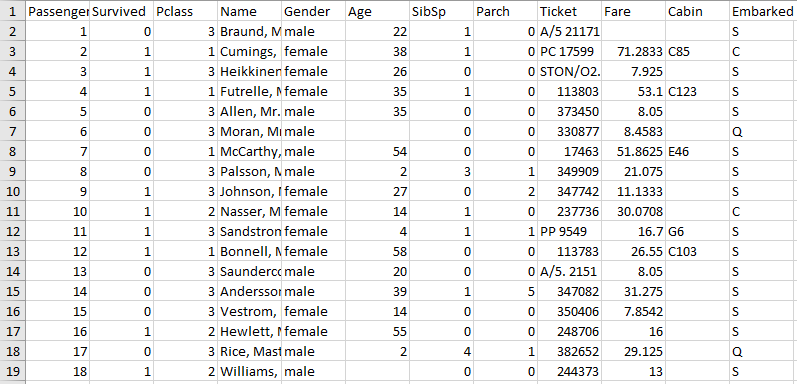 1 Passenger Survived Pclass Name Gender Age SibSp Parch Ticket Fare Cabin Embarked
2 1 0 3 Braund, M male 22 1 0 A/5 21171 S
3 2 1 1 Cumings, female 38 1 0 PC 17599 71.2833 C85 C
4 3 1 3 Heikkinen female 26 0 0 STON/O2. 7.925 S
5 4 1 1 Futrelle, M female 35 1 0 113803 53.1 C123 S
6 5 0 3 Allen, Mr. male 35 0 0 373450 8.05 S
7 6 0 3 Moran, Mr male 0 0 330877 8.4583 Q
8 7 0 1 McCarthy, male 54 0 0 17463 51.8625 E46 S
9 8 0 3 Palsson, M male 2 3 1 349909 21.075 S
10 9 1 3 Johnson, female 27 0 2 347742 11.1333 S
11 10 1 2 Nasser, M female 14 1 0 237736 30.0708 C
12 11 1 3 Sandstrom female 4 1 1 PP 9549 16.7 G6 S
13 12 1 1 Bonnell, M female 58 0 0 113783 26.55 C103 S
14 13 0 3 Saunderco male 20 0 0 A/5. 2151 8.05 S
15 14 0 3 Andersson male 39 1 5 347082 31.275 S
16 15 0 3 Vestrom, female 14 0 0 350406 7.8542 S
17 16 1 2 Hewlett, female 55 0 0 248706 16 S
18 17 0 3 Rice, Mast male 2 4 1 382652 29.125 Q
19 18 1 2 Williams, male 0 0 244373 13 S